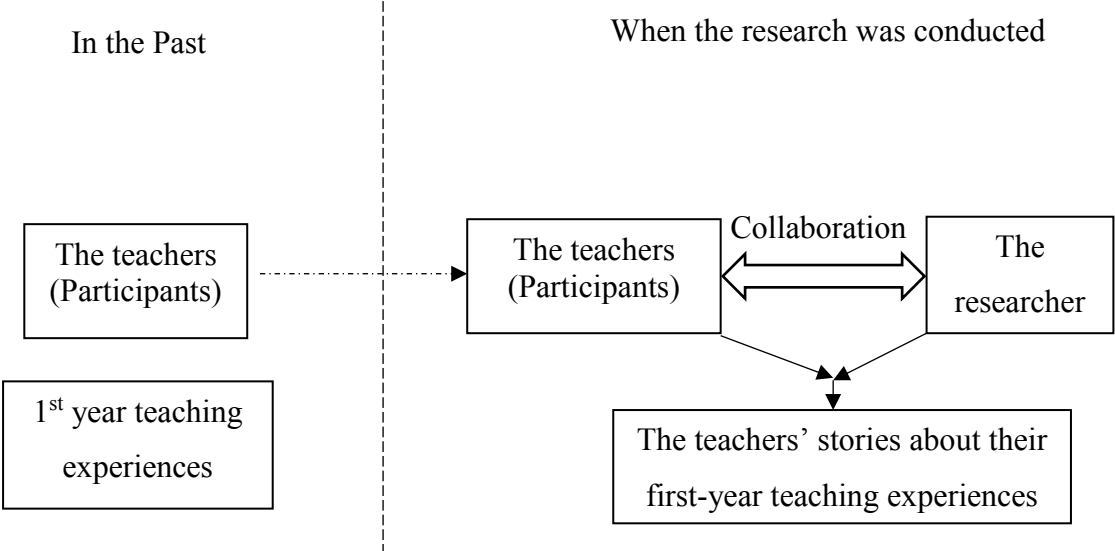 In the Past
When the research was conducted
The teachers
(Participants)
1st year teaching
experiences
The teachers
(Participants)
Collaboration
The
researcher
The teachers’ stories about their
first-year teaching experiences